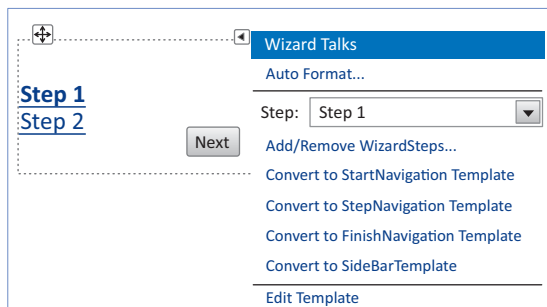 Step 1
Step 2
Next
Wizard Talks
Auto Format...
Step: Step 1
Add/Remove WizardSteps...
Convert to StartNavigation Template
Convert to StepNavigation Template
Convert to FinishNavigation Template
Convert to SideBarTemplate
Edit Template